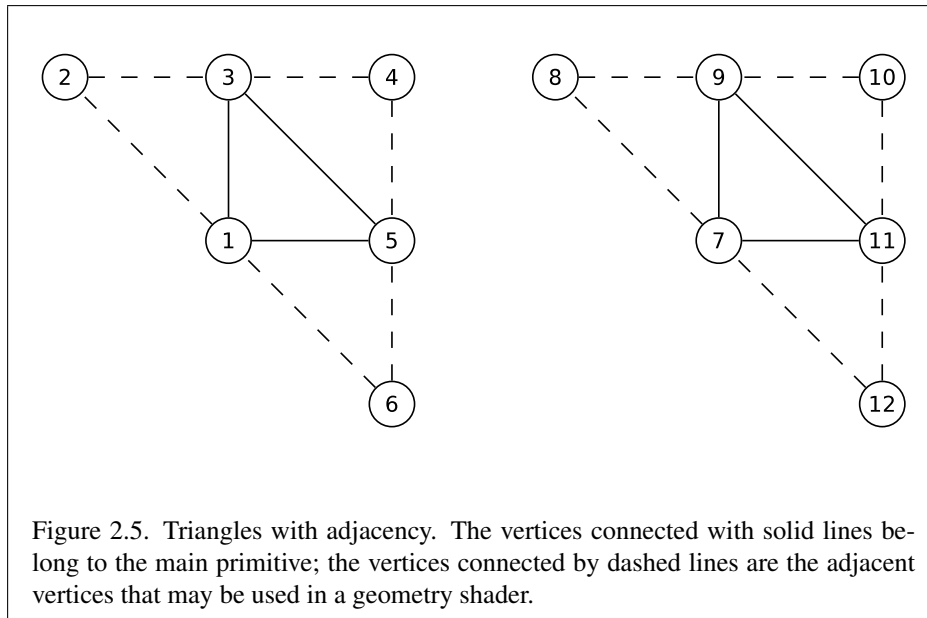 2 3 4 8 9 10
1 5 7 11
6 12
Figure 2.5. Triangles with adjacency. The vertices connected with solid lines be-
long to the main primitive; the vertices connected by dashed lines are the adjacent
vertices that may be used in a geometry shader.